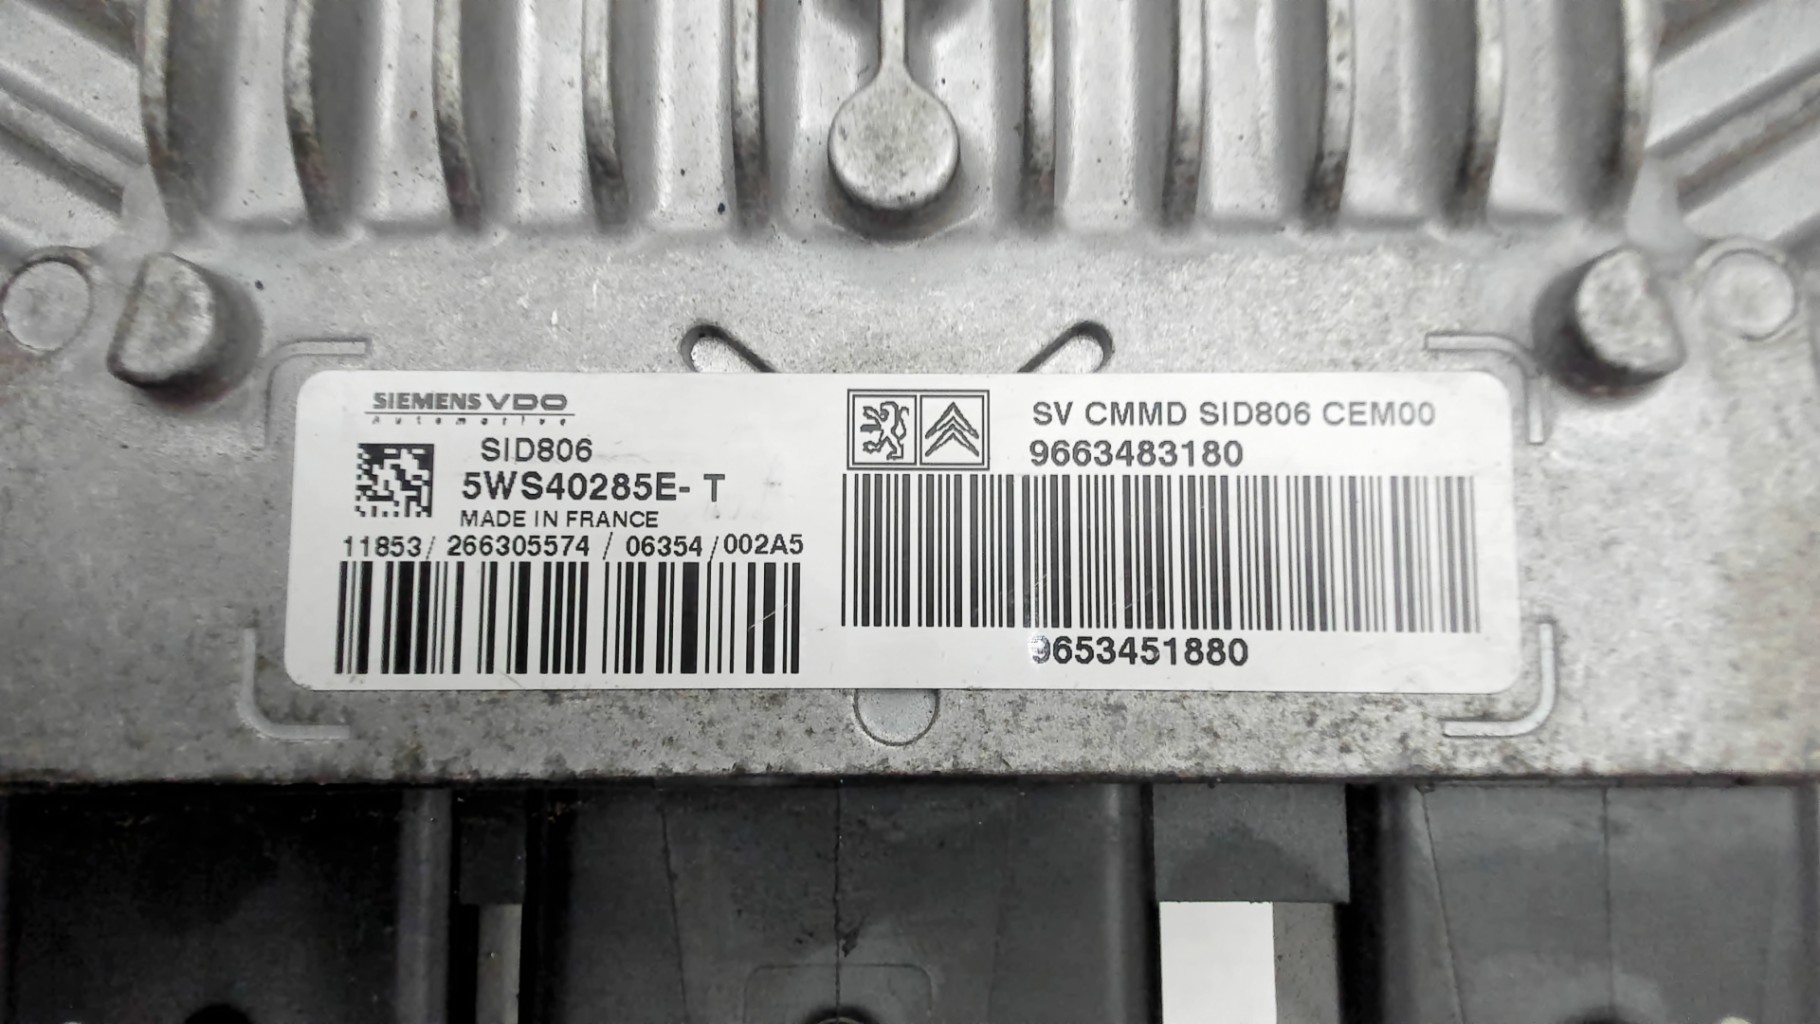 SIEMENS VDO
Automotive
SID806
5WS40285E- T
MADE IN FRANCE
11853/ 266305574 / 06354 /002A5
SV CMMD SID806 CEM00
9663483180
9653451880